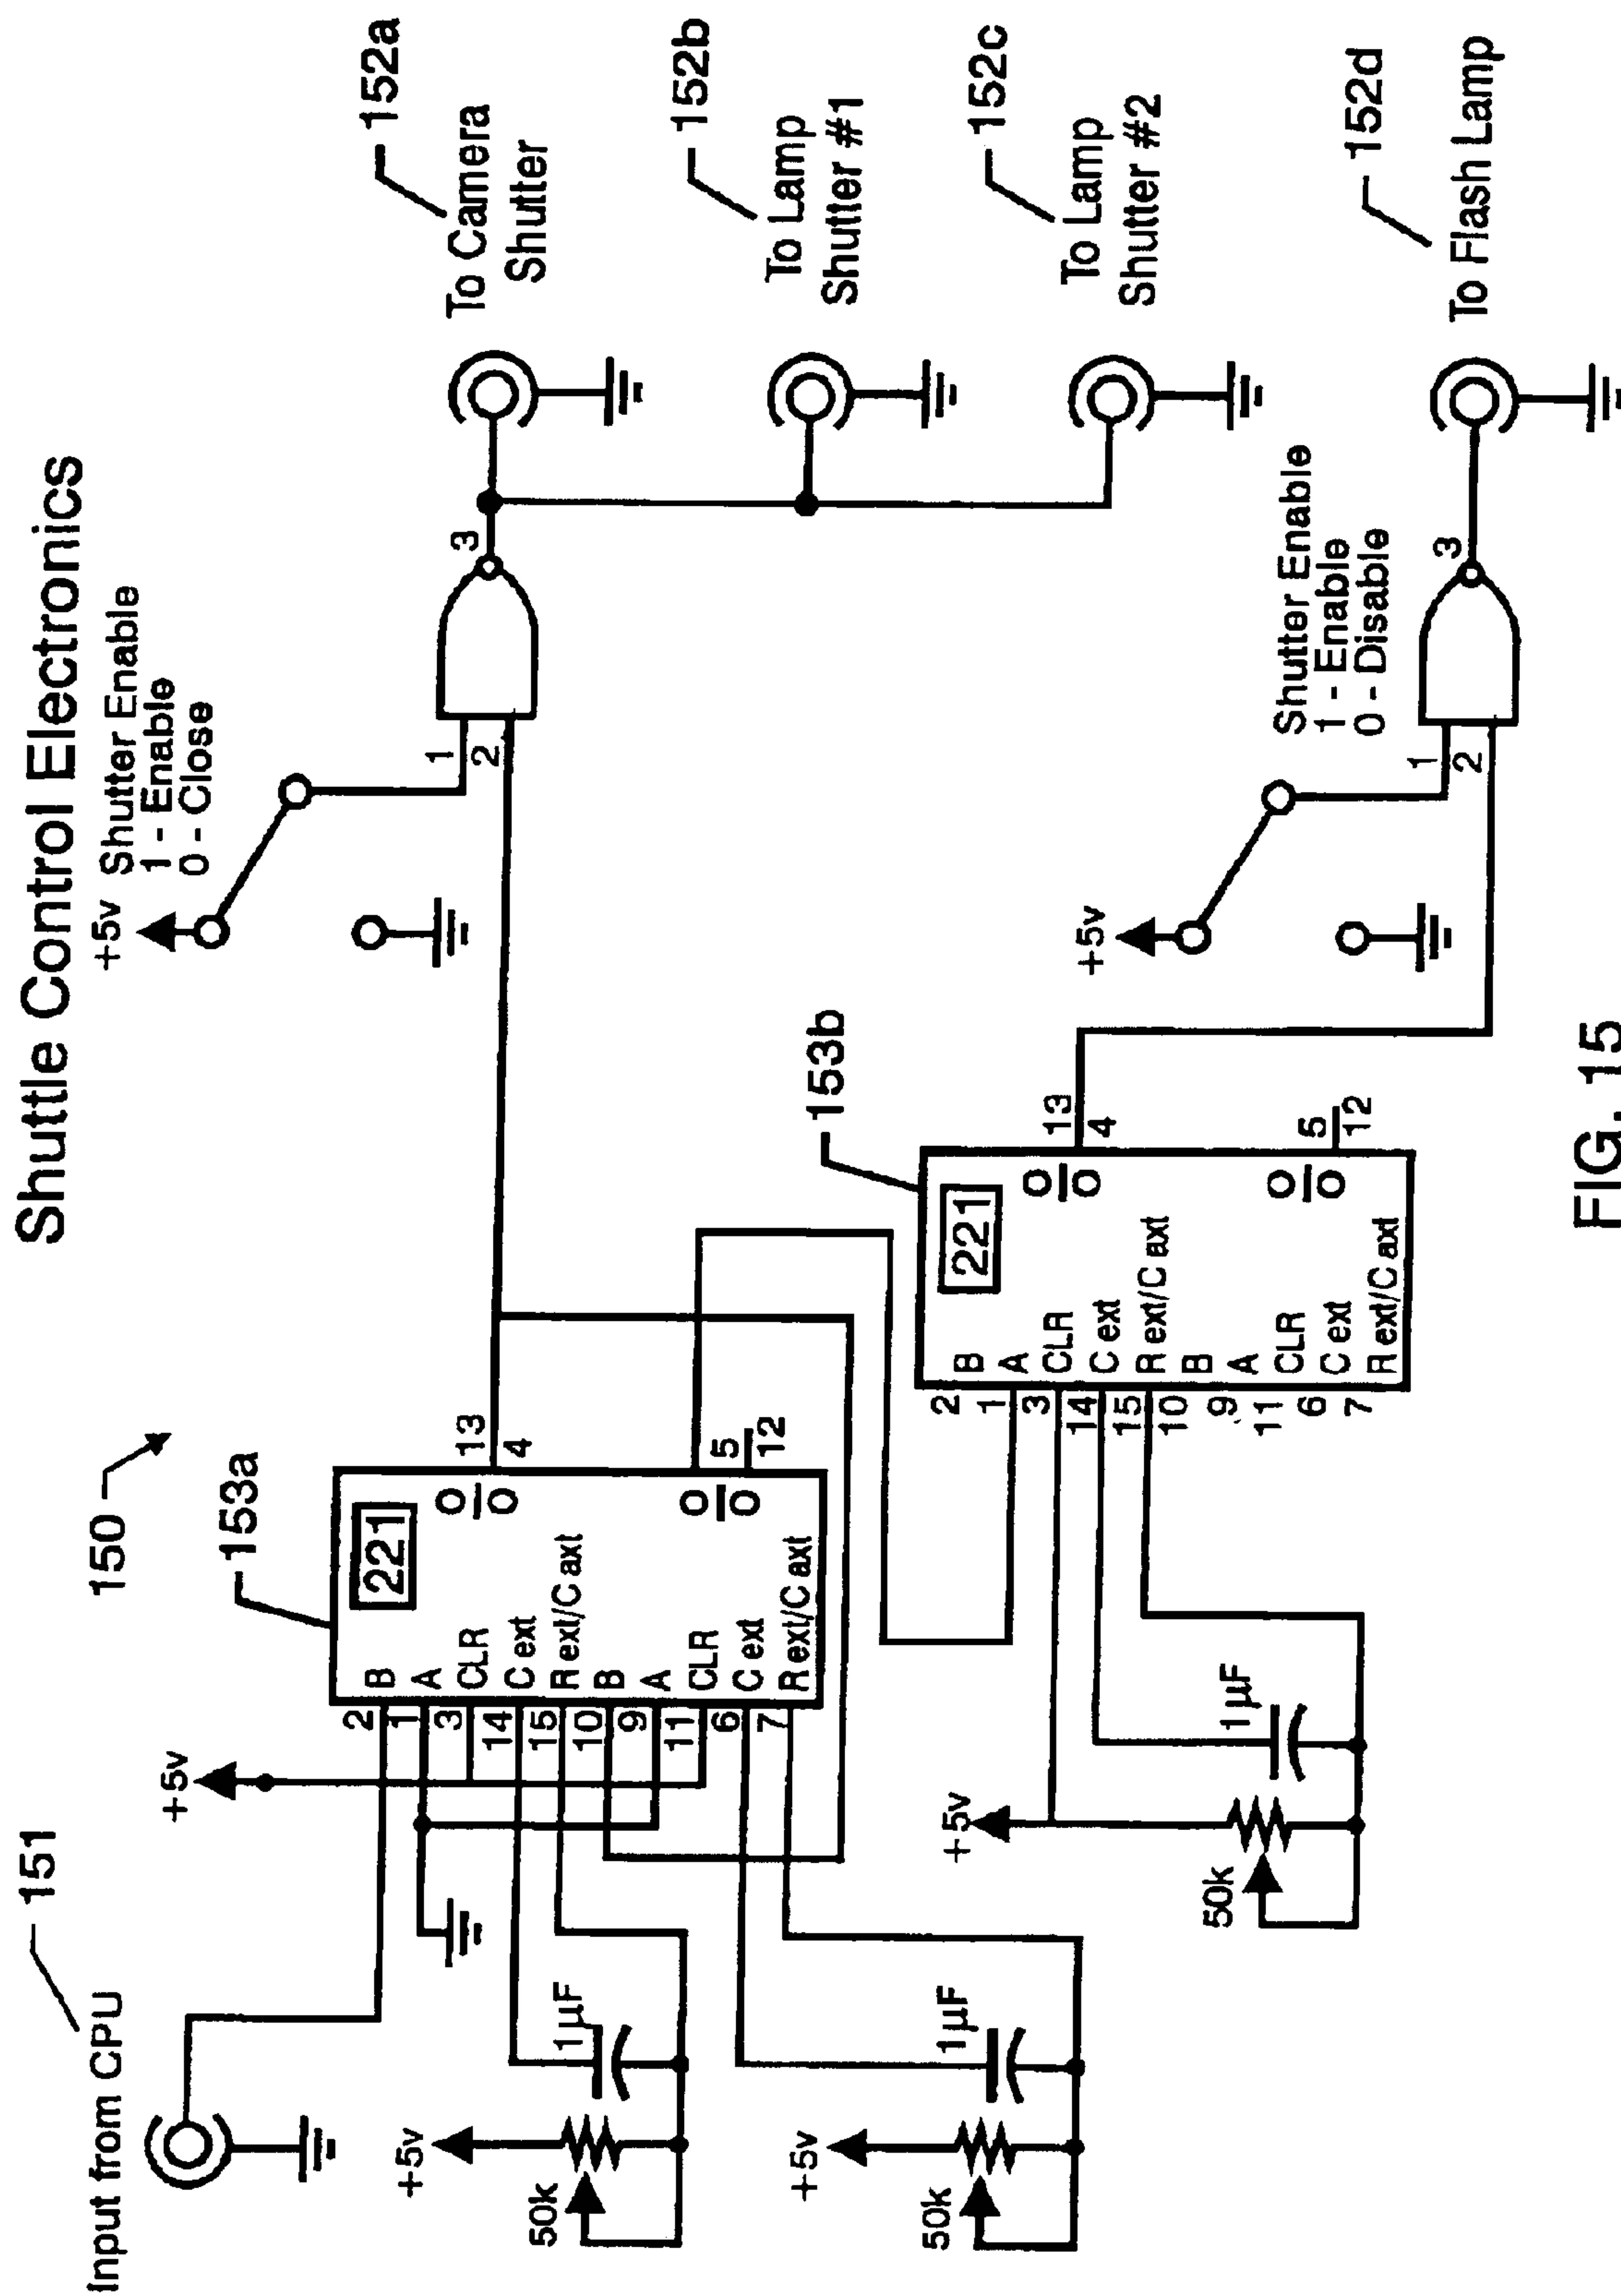 Shuttle Control Electronics
+5v
Shutter Enable
1 - Enable
0 - Close
152a
To Camera
Shutter
152b
To Lamp
Shutter #1
152c
To Lamp
Shutter #2
152d
To Flash Lamp
1
2
3
Shutter Enable
1 - Enable
0 - Disable
+5v
1
2
3
151
Input from CPU
150
153a
221
+5v
2 B
1 A
3 CLR
14 C ext
15 R ext/C axt
10 B
9 A
11 CLR
6 C ext
7 R ext/C axt
O 13
O 4
O 5
O 12
+5v
50k
1µF
+5v
50k
1µF
153b
221
2 B
1 A
3 CLR
14 C ext
15 R ext/C axt
10 B
9 A
11 CLR
6 C ext
7 R ext/C axt
O 13
O 4
O 5
O 12
+5v
50k
1µF
FIG. 15